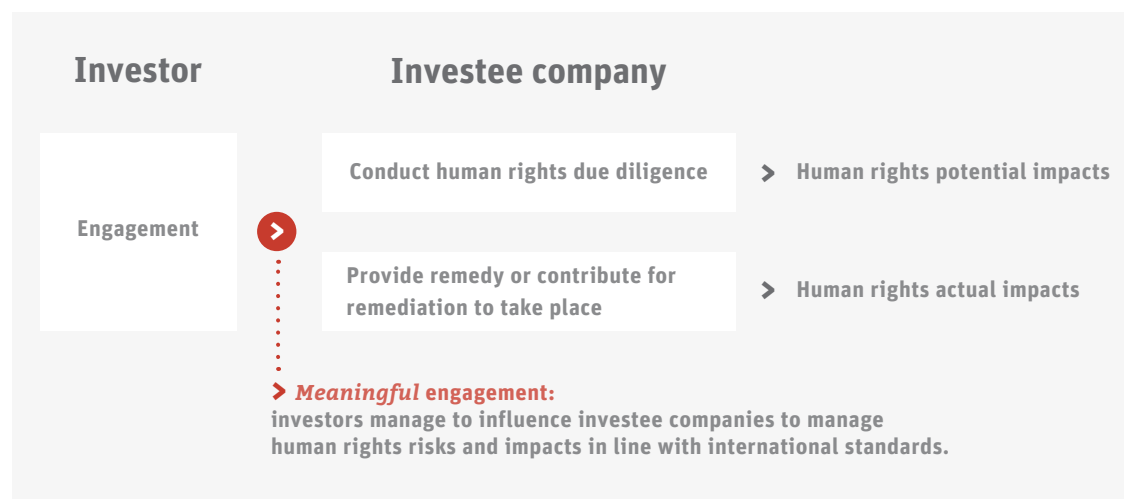 Investor
Investee company
Engagement
Conduct human rights due diligence
Human rights potential impacts
Provide remedy or contribute for
remediation to take place
Human rights actual impacts
Meaningful engagement:
investors manage to influence investee companies to manage
human rights risks and impacts in line with international standards.